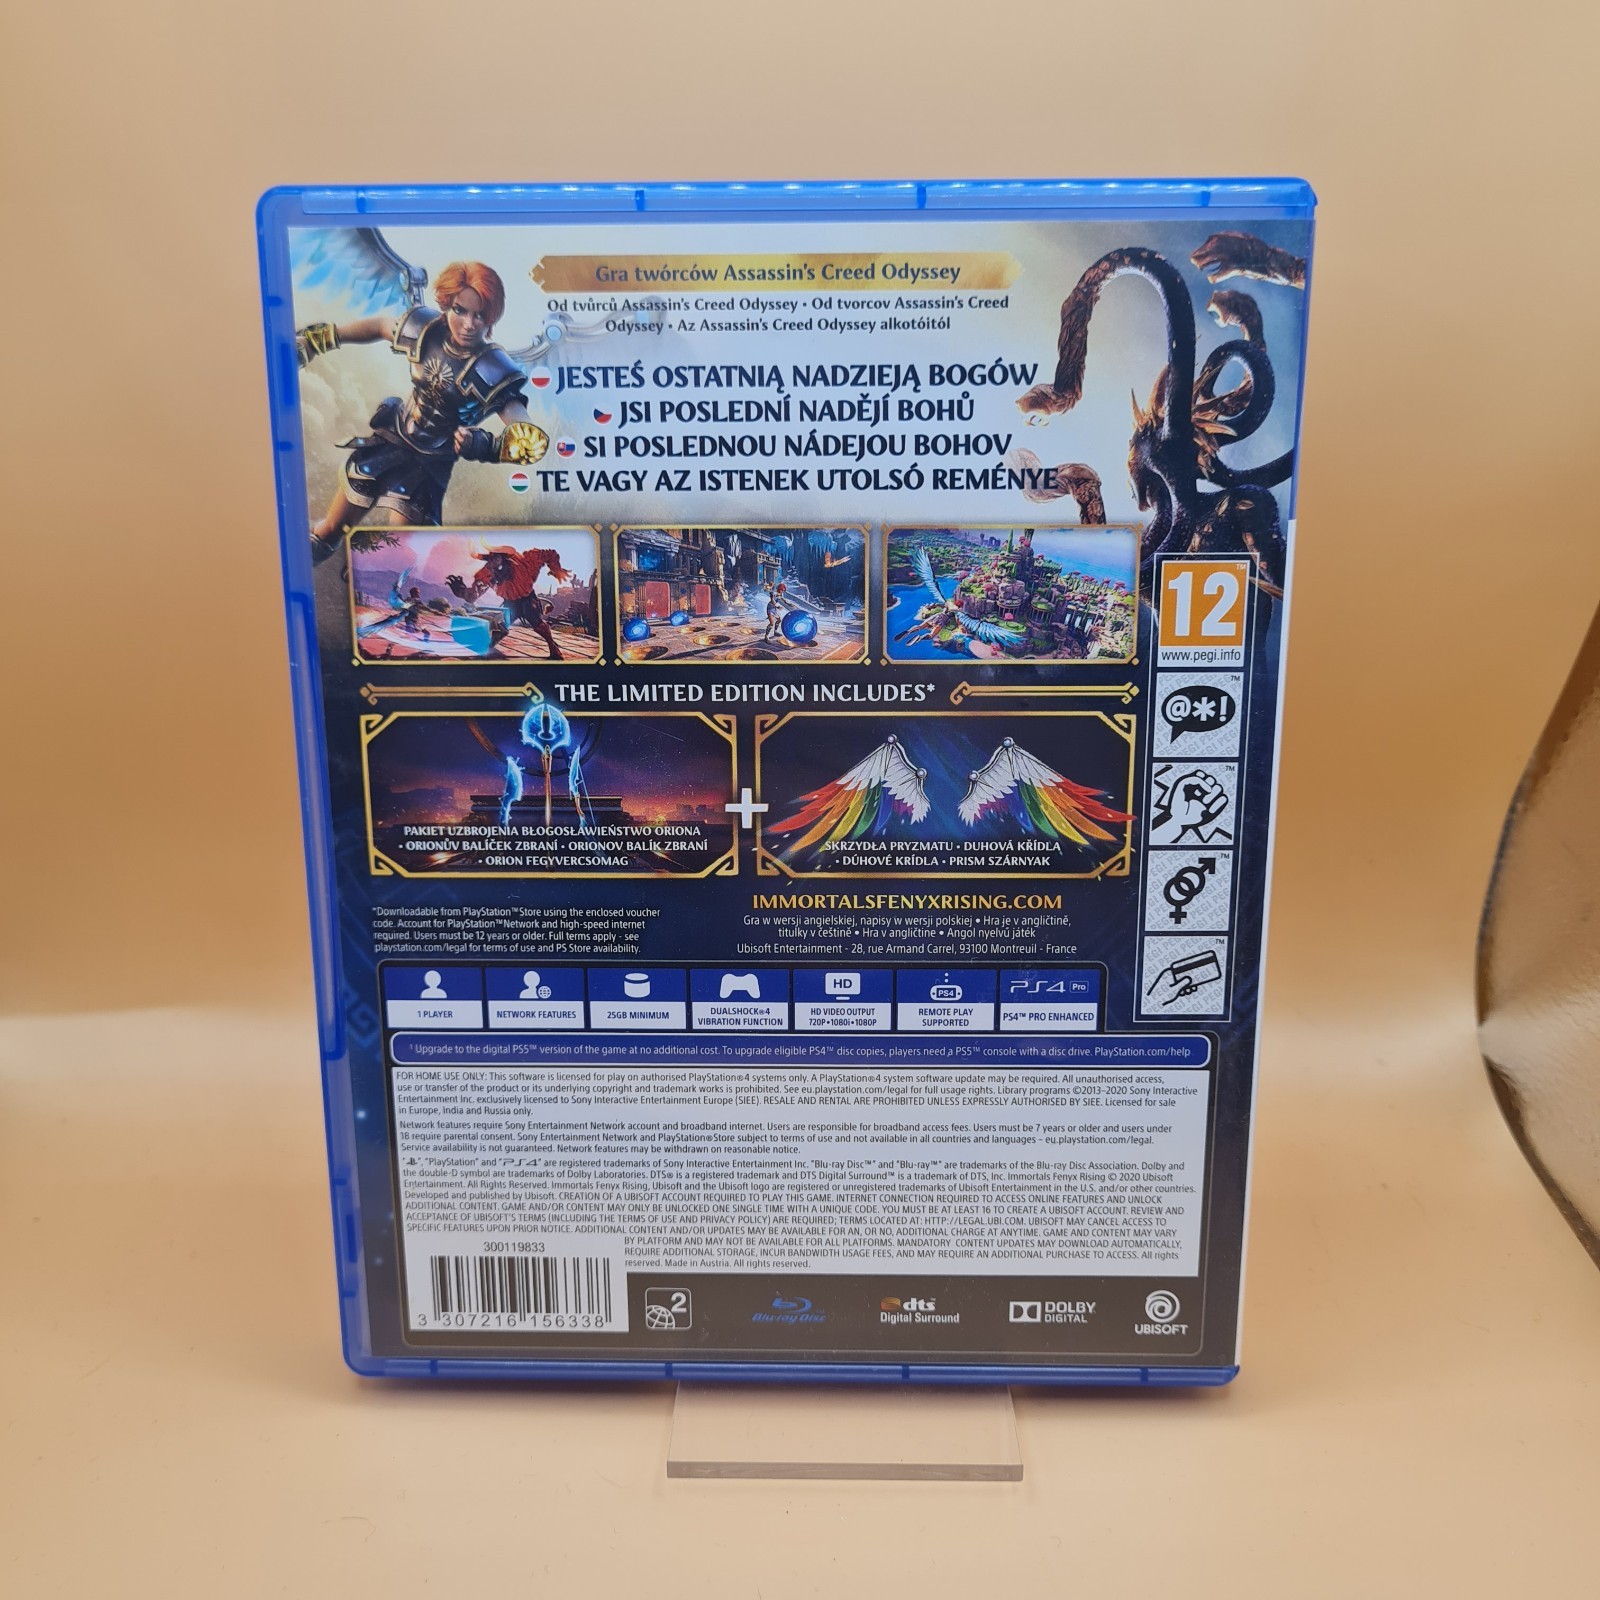 Gra twórców Assassin's Creed Odyssey
Od tvůrců Assassin's Creed Odyssey • Od tvorcov Assassin's Creed
Odyssey • Az Assassin's Creed Odyssey alkotóitól
JESTEŚ OSTATNIĄ NADZIEJĄ BOGÓW
JSI POSLEDNÍ NADĚJÍ BOHŮ
SI POSLEDNOU NÁDEJOU BOHOV
TE VAGY AZ ISTENEK UTOLSÓ REMÉNYE
12™
www.pegi.info
@*!
THE LIMITED EDITION INCLUDES*
PAKIET UZBROJENIA BŁOGOSŁAWIEŃSTWO ORIONA
• ORIONŮV BALÍČEK ZBRANÍ • ORIONOV BALÍK ZBRANÍ
• ORION FEGYVERCSOMAG
+
SKRZYDŁA PRYZMATU • DUHOVÁ KŘÍDLA
• DÚHOVÉ KRÍDLA • PRISM SZÁRNYAK
*Downloadable from PlayStation™Store using the enclosed voucher
code. Account for PlayStation™Network and high-speed internet
required. Users must be 12 years or older. Full terms apply - see
playstation.com/legal for terms of use and PS Store availability.
IMMORTALSFENYXRISING.COM
Gra w wersji angielskiej, napisy w wersji polskiej • Hra je v angličtině,
titulky v češtině • Hra v angličtine • Angol nyelvű játék
Ubisoft Entertainment - 28, rue Armand Carrel, 93100 Montreuil - France
1 PLAYER
NETWORK FEATURES
25GB MINIMUM
DUALSHOCK®4
VIBRATION FUNCTION
HD
HD VIDEO OUTPUT
720P•1080i•1080P
PS4
REMOTE PLAY
SUPPORTED
PS4 Pro
PS4™ PRO ENHANCED
¹ Upgrade to the digital PS5™ version of the game at no additional cost. To upgrade eligible PS4™ disc copies, players need a PS5™ console with a disc drive. PlayStation.com/help
FOR HOME USE ONLY: This software is licensed for play on authorised PlayStation®4 systems only. A PlayStation®4 system software update may be required. All unauthorised access,
use or transfer of the product or its underlying copyright and trademark works is prohibited. See eu.playstation.com/legal for full usage rights. Library programs ©2013-2020 Sony Interactive
Entertainment Inc. exclusively licensed to Sony Interactive Entertainment Europe (SIEE). RESALE AND RENTAL ARE PROHIBITED UNLESS EXPRESSLY AUTHORISED BY SIEE. Licensed for sale
in Europe, India and Russia only.
Network features require Sony Entertainment Network account and broadband internet. Users are responsible for broadband access fees. Users must be 7 years or older and users under
18 require parental consent. Sony Entertainment Network and PlayStation®Store subject to terms of use and not available in all countries and languages – eu.playstation.com/legal.
Service availability is not guaranteed. Network features may be withdrawn on reasonable notice.
"PS", "PlayStation" and "PS4" are registered trademarks of Sony Interactive Entertainment Inc. "Blu-ray Disc™" and "Blu-ray™" are trademarks of the Blu-ray Disc Association. Dolby and
the double-D symbol are trademarks of Dolby Laboratories. DTS® is a registered trademark and DTS Digital Surround™ is a trademark of DTS, Inc. Immortals Fenyx Rising © 2020 Ubisoft
Entertainment. All Rights Reserved. Immortals Fenyx Rising, Ubisoft and the Ubisoft logo are registered or unregistered trademarks of Ubisoft Entertainment in the U.S. and/or other countries.
Developed and published by Ubisoft. CREATION OF A UBISOFT ACCOUNT REQUIRED TO PLAY THIS GAME. INTERNET CONNECTION REQUIRED TO ACCESS ONLINE FEATURES AND UNLOCK
ADDITIONAL CONTENT. GAME AND/OR CONTENT MAY ONLY BE UNLOCKED ONE SINGLE TIME WITH A UNIQUE CODE. YOU MUST BE AT LEAST 16 TO CREATE A UBISOFT ACCOUNT. REVIEW AND
ACCEPTANCE OF UBISOFT'S TERMS (INCLUDING THE TERMS OF USE AND PRIVACY POLICY) ARE REQUIRED; TERMS LOCATED AT: HTTP://LEGAL.UBI.COM. UBISOFT MAY CANCEL ACCESS TO
SPECIFIC FEATURES UPON PRIOR NOTICE. ADDITIONAL CONTENT AND/OR UPDATES MAY BE AVAILABLE FOR AN, OR NO, ADDITIONAL CHARGE AT ANYTIME. GAME AND CONTENT MAY VARY
BY PLATFORM AND MAY NOT BE AVAILABLE FOR ALL PLATFORMS. MANDATORY CONTENT UPDATES MAY DOWNLOAD AUTOMATICALLY,
REQUIRE ADDITIONAL STORAGE, INCUR BANDWIDTH USAGE FEES, AND MAY REQUIRE AN ADDITIONAL PURCHASE TO ACCESS. All rights
reserved. Made in Austria. All rights reserved.
300119833
3 307216 156338
2
Blu-ray Disc
dts
Digital Surround
DOLBY
DIGITAL
UBISOFT